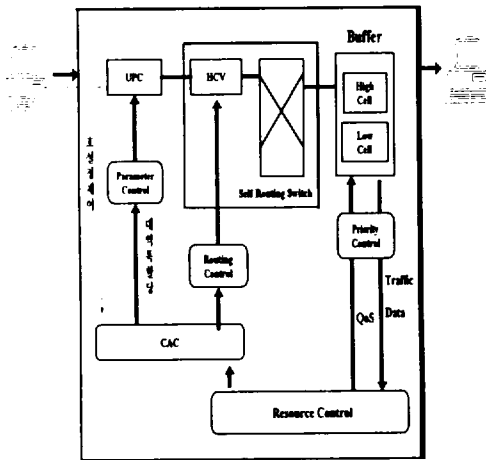 Buffer
UPC
HCV
High
Cell
Low
Cell
Self Routing Switch
Parameter
Control
Priority
Control
Routing
Control
Traffic
QoS
Data
CAC
Resource Control